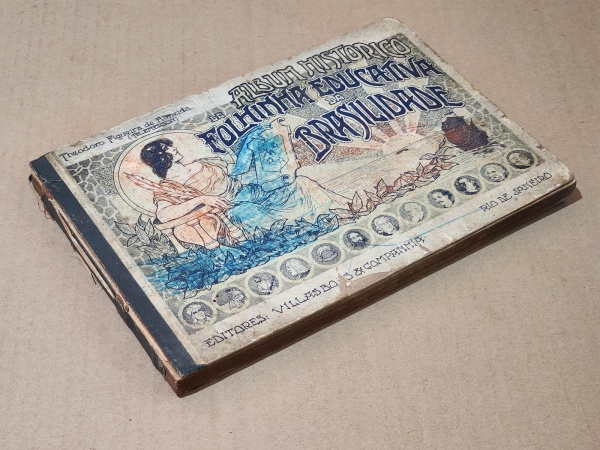 Theodoro Figueira de Almeida
ALBUM HISTORICO
DA
FOLHINHA EDUCATIVA
DA
BRASILIDADE
EDITORES: VILLAS BOAS & COMPANHIA
RIO DE JANEIRO